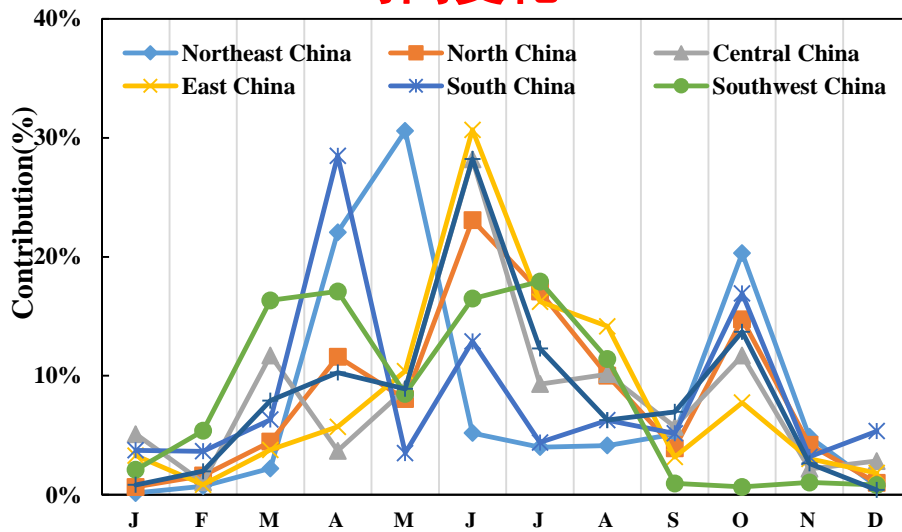 40%
Northeast China North China Central China
East China South China Southwest China
30%
20%
10%
0%
Contribution(%)
J F M A M J J A S O N D